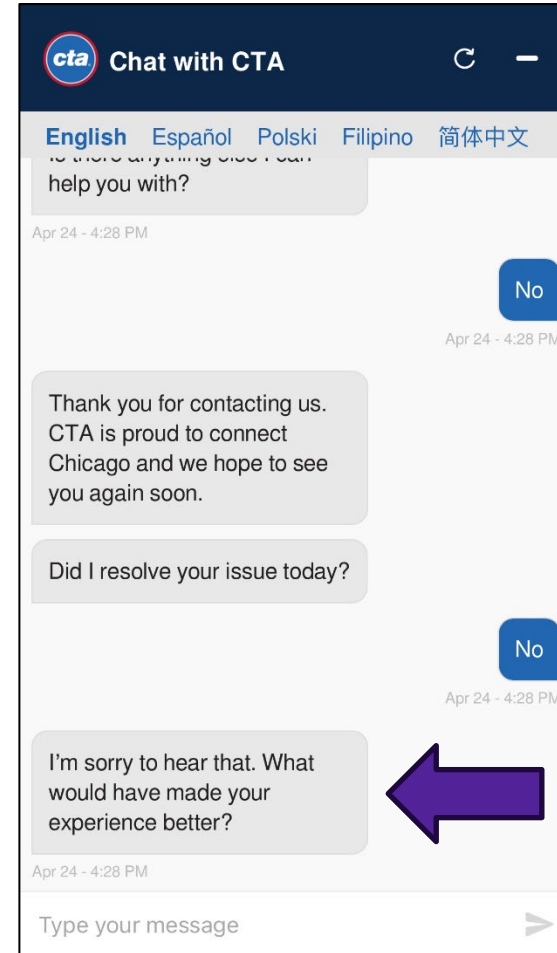 cta Chat with CTA
English Español Polski Filipino 简体中文
help you with?
Apr 24 - 4:28 PM
No
Apr 24 - 4:28 PM
Thank you for contacting us.
CTA is proud to connect
Chicago and we hope to see
you again soon.
Did I resolve your issue today?
No
Apr 24 - 4:28 PM
I'm sorry to hear that. What
would have made your
experience better?
Apr 24 - 4:28 PM
Type your message